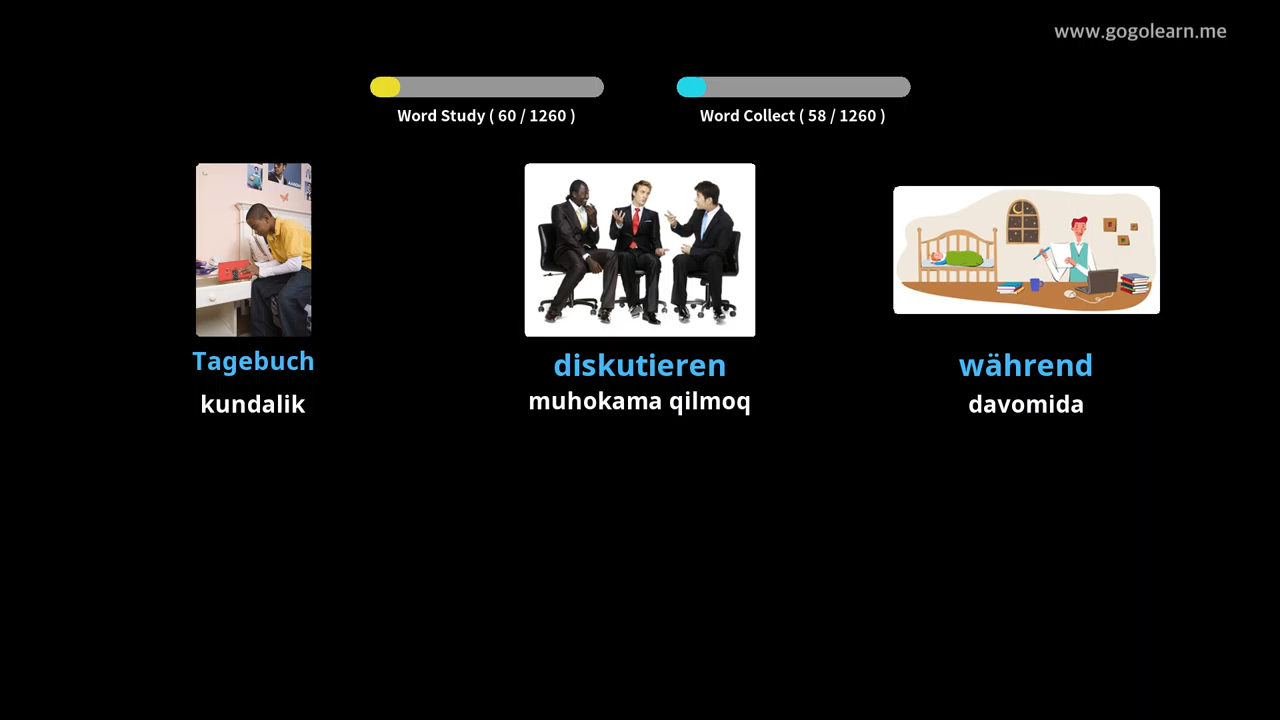 www.gogolearn.me
Word Study ( 60 / 1260 )
Word Collect ( 58 / 1260 )
Tagebuch
diskutieren
während
kundalik
muhokama qilmoq
davomida